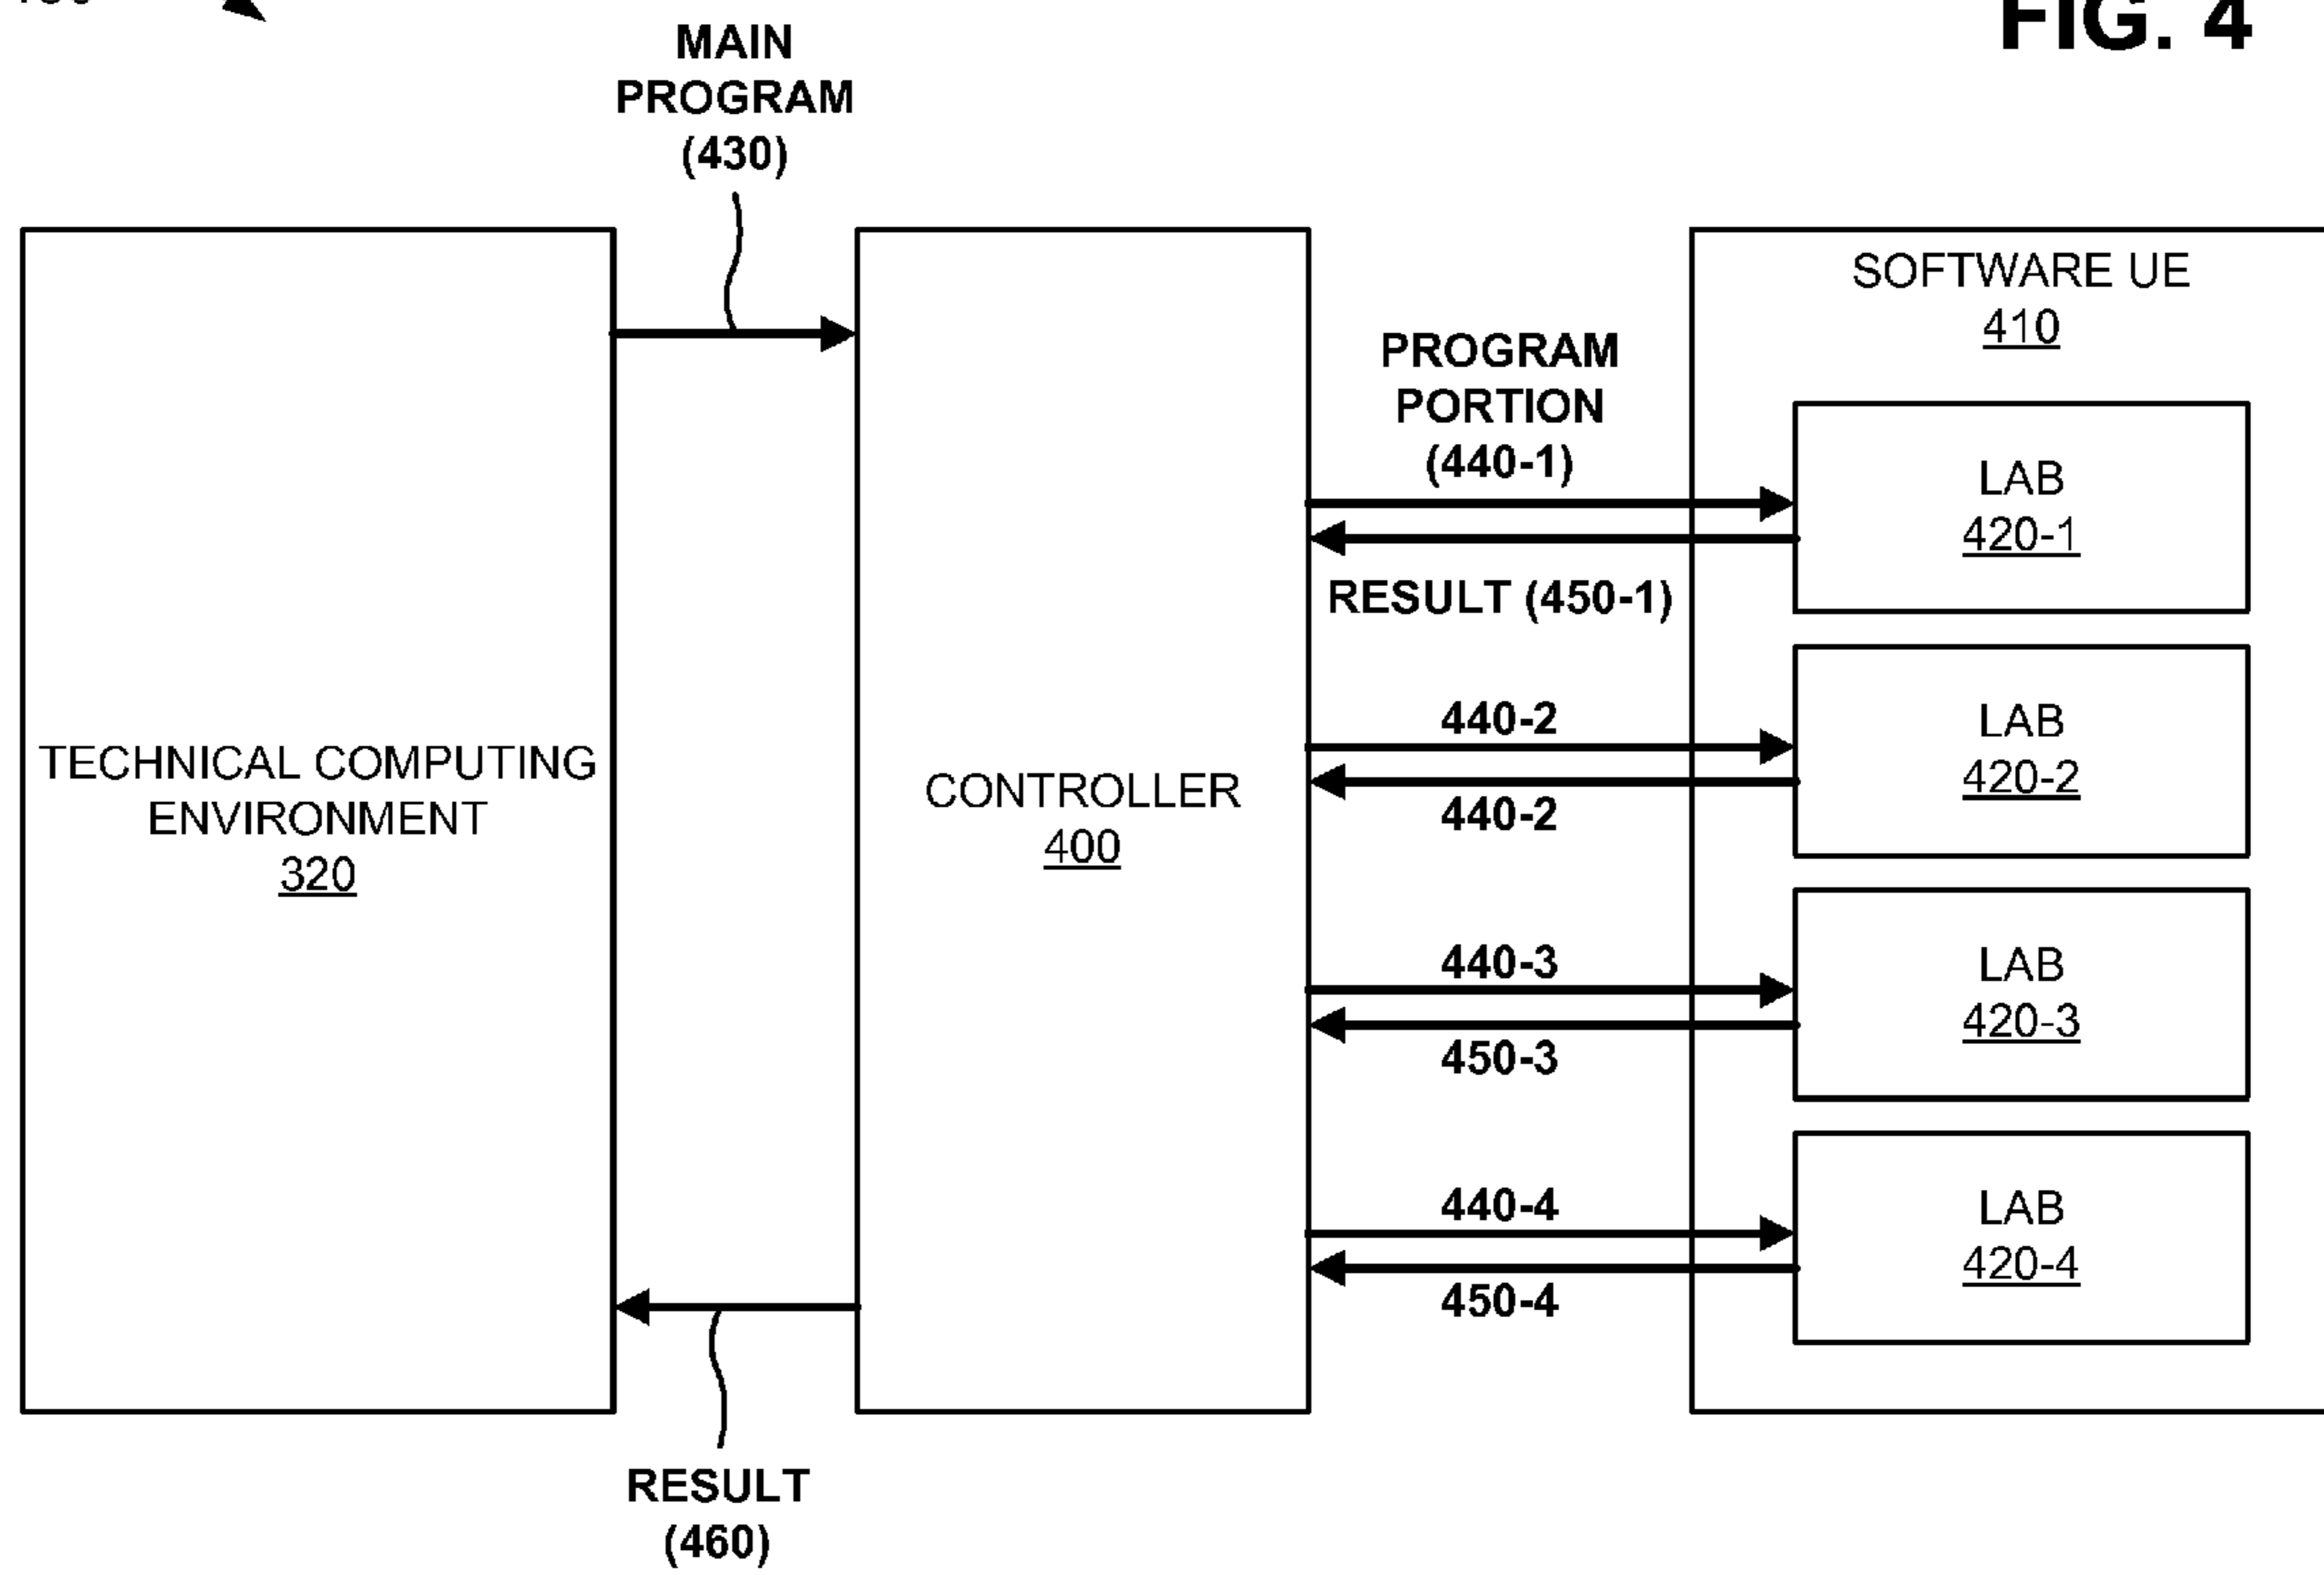 FIG. 4
MAIN
PROGRAM
(430)
TECHNICAL COMPUTING
ENVIRONMENT
320
CONTROLLER
400
SOFTWARE UE
410
PROGRAM
PORTION
(440-1)
RESULT (450-1)
LAB
420-1
440-2
440-2
LAB
420-2
440-3
450-3
LAB
420-3
440-4
450-4
LAB
420-4
RESULT
(460)